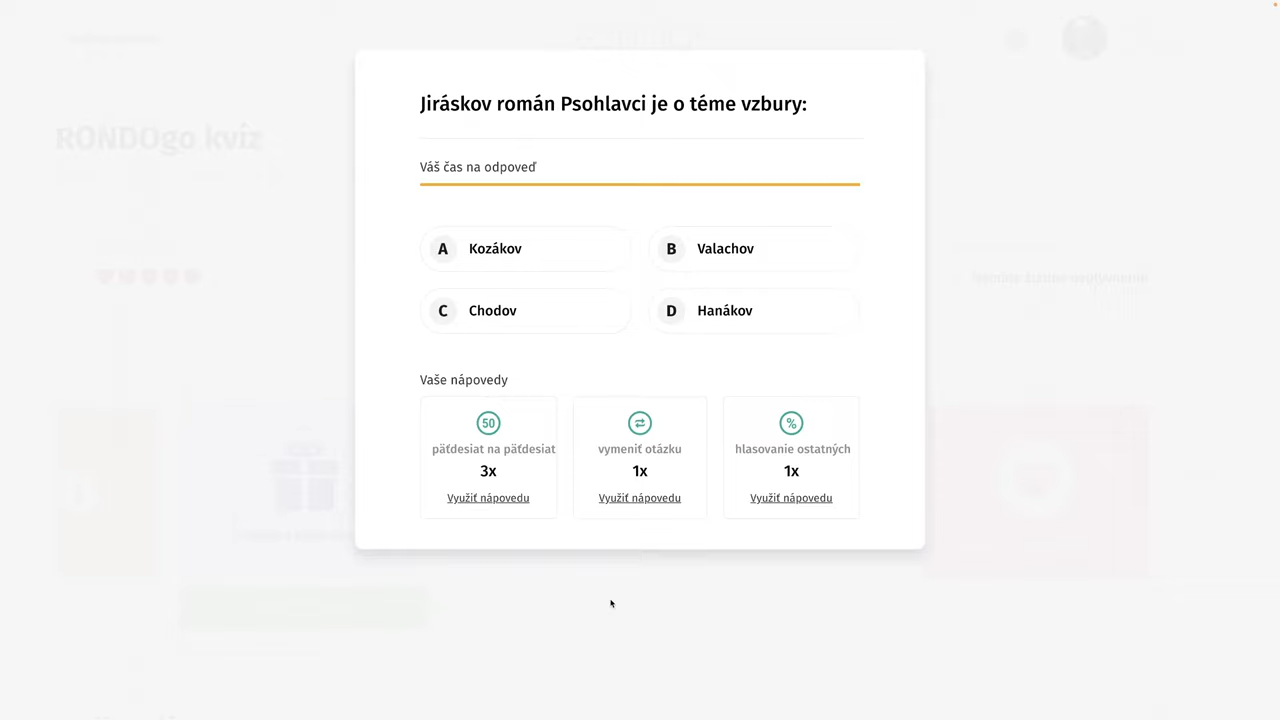 RONDOgo kvíz
Jiráskov román Psohlavci je o téme vzbury:
Váš čas na odpoveď
A Kozákov
B Valachov
C Chodov
D Hanákov
Vaše nápovedy
50
päťdesiat na päťdesiat
3x
Využiť nápovedu
vymeniť otázku
1x
Využiť nápovedu
%
hlasovanie ostatných
1x
Využiť nápovedu